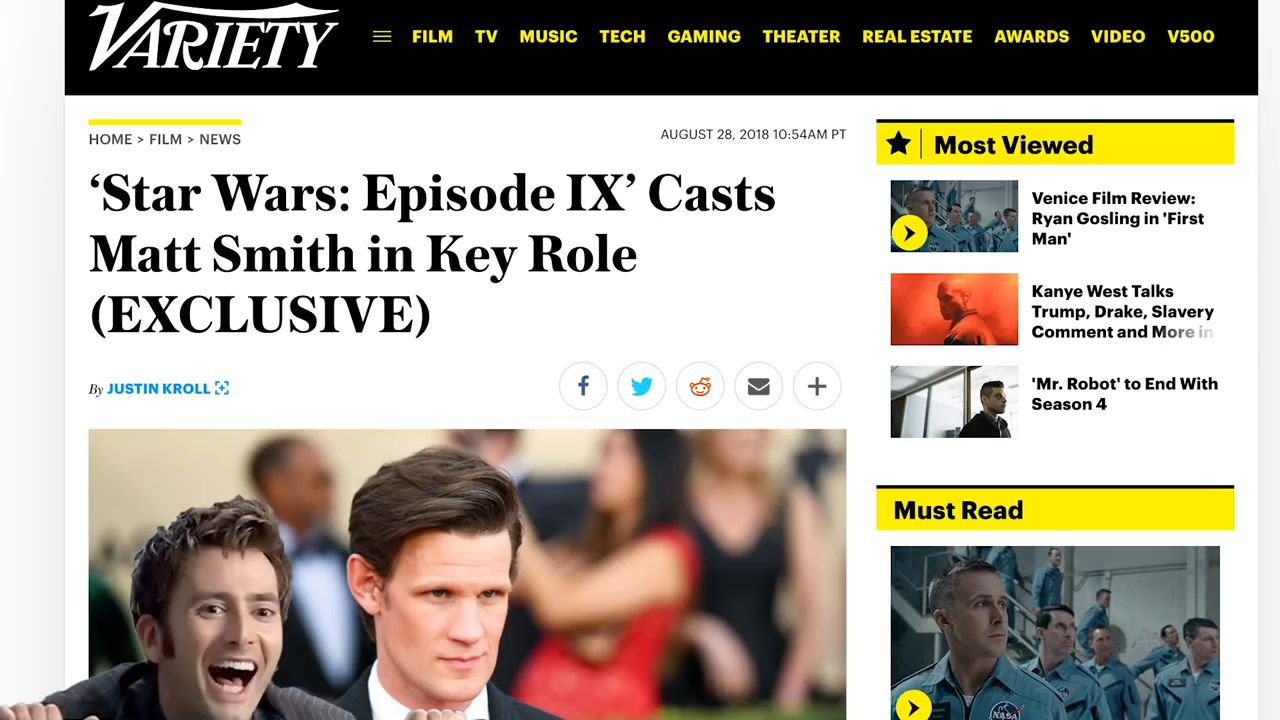 VARIETY
FILM TV MUSIC TECH GAMING THEATER REAL ESTATE AWARDS VIDEO V500
HOME > FILM > NEWS
AUGUST 28, 2018 10:54AM PT
‘Star Wars: Episode IX’ Casts
Matt Smith in Key Role
(EXCLUSIVE)
By JUSTIN KROLL
Most Viewed
Venice Film Review:
Ryan Gosling in 'First
Man'
Kanye West Talks
Trump, Drake, Slavery
Comment and More in
'Mr. Robot' to End With
Season 4
Must Read
NASA